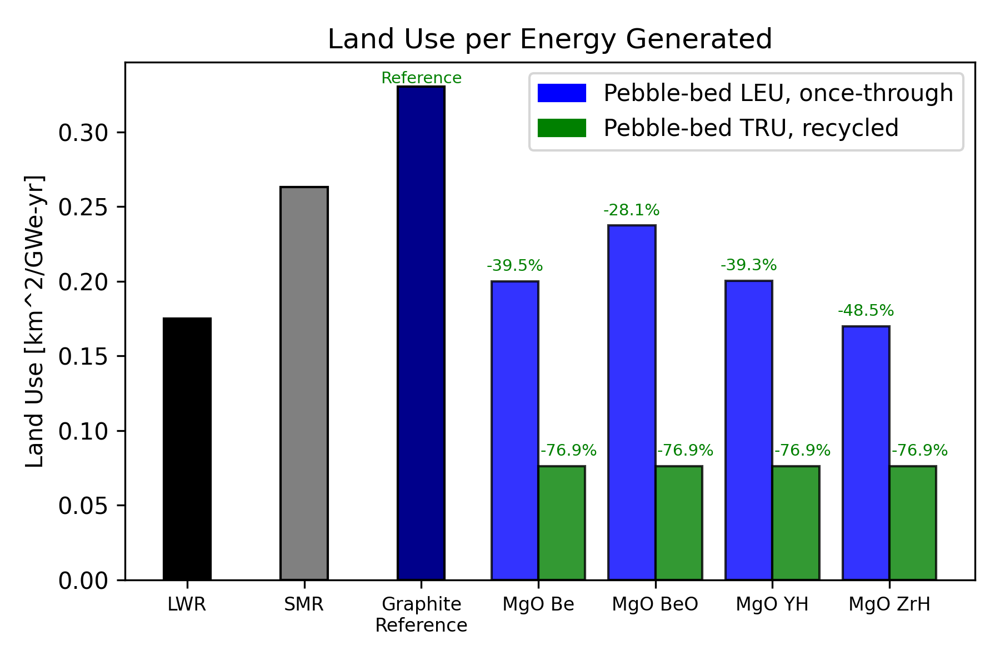 Land Use per Energy Generated
Reference
Pebble-bed LEU, once-through
Pebble-bed TRU, recycled
Land Use [km^2/GWe-yr]
0.30
0.25
0.20
0.15
0.10
0.05
0.00
-39.5%
-28.1%
-39.3%
-48.5%
-76.9%
-76.9%
-76.9%
-76.9%
LWR
SMR
Graphite
Reference
MgO Be
MgO BeO
MgO YH
MgO ZrH